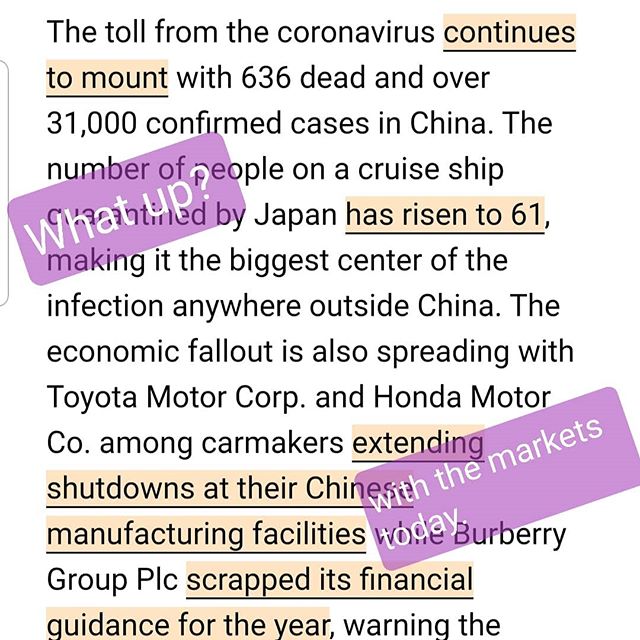 The toll from the coronavirus continues
to mount with 636 dead and over
31,000 confirmed cases in China. The
number of people on a cruise ship
quarantined by Japan has risen to 61,
making it the biggest center of the
infection anywhere outside China. The
economic fallout is also spreading with
Toyota Motor Corp. and Honda Motor
Co. among carmakers extending
shutdowns at their Chinese
manufacturing facilities while Burberry
Group Plc scrapped its financial
guidance for the year, warning the
What up?
with the markets
today.